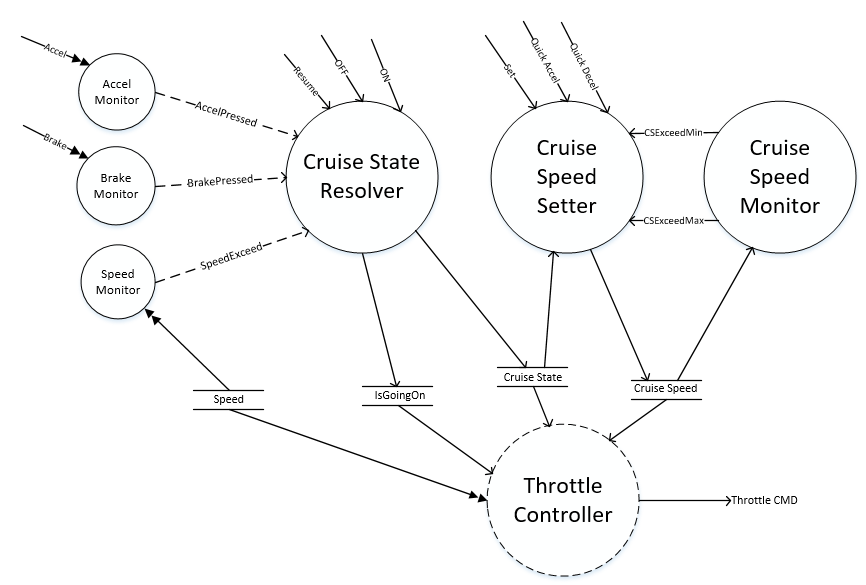 Accel
Accel
Monitor
AccelPressed
Brake
Brake
Monitor
BrakePressed
Speed
Monitor
SpeedExceed
Resume
OFF
ON
Cruise State
Resolver
Set
Quick Accel
Quick Decel
Cruise
Speed
Setter
CSExceedMin
CSExceedMax
Cruise
Speed
Monitor
Speed
IsGoingOn
Cruise State
Cruise Speed
Throttle
Controller
Throttle CMD